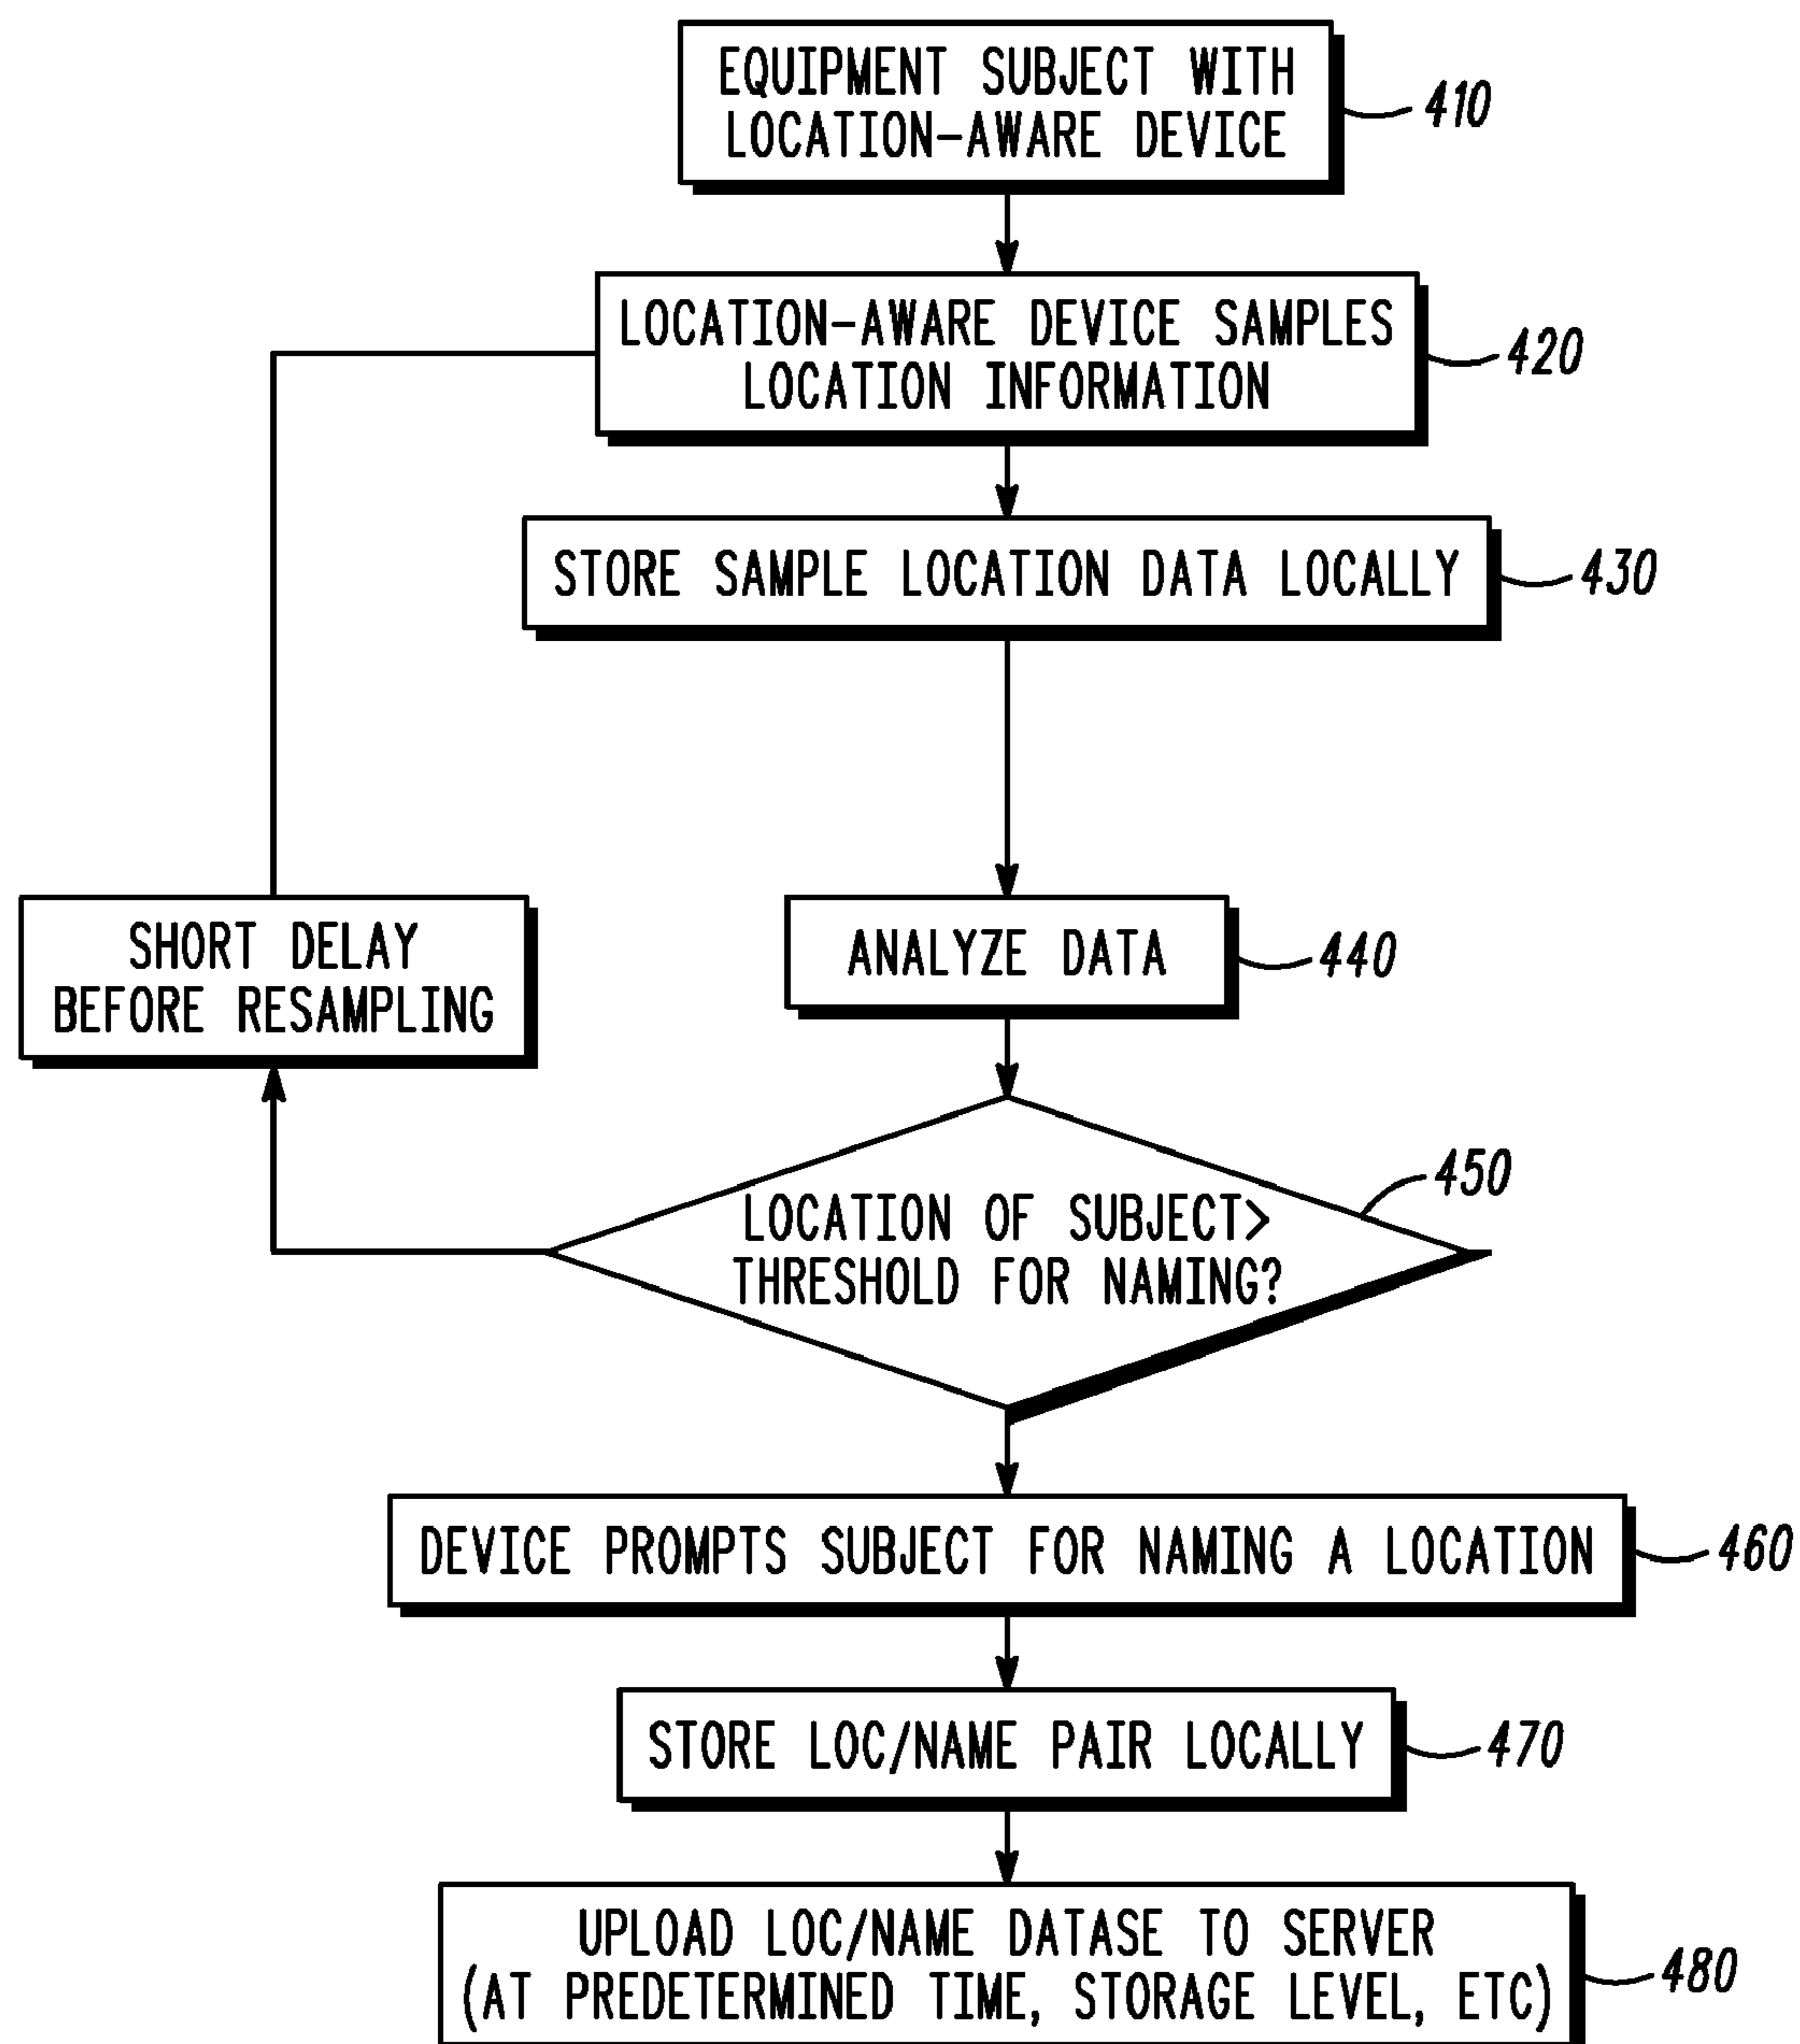 EQUIPMENT SUBJECT WITH
LOCATION-AWARE DEVICE
410
LOCATION-AWARE DEVICE SAMPLES
LOCATION INFORMATION
420
STORE SAMPLE LOCATION DATA LOCALLY
430
SHORT DELAY
BEFORE RESAMPLING
ANALYZE DATA
440
LOCATION OF SUBJECT>
THRESHOLD FOR NAMING?
450
DEVICE PROMPTS SUBJECT FOR NAMING A LOCATION
460
STORE LOC/NAME PAIR LOCALLY
470
UPLOAD LOC/NAME DATASE TO SERVER
(AT PREDETERMINED TIME, STORAGE LEVEL, ETC)
480